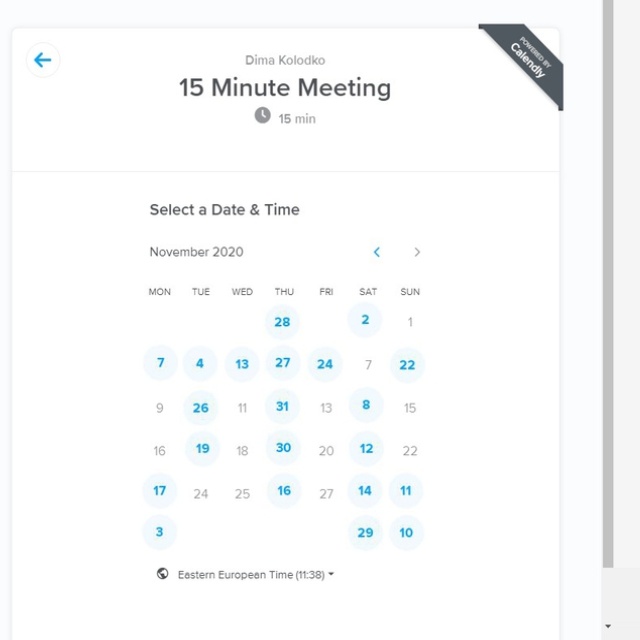 POWERED BY
Calendly
Dima Kolodko
15 Minute Meeting
15 min
Select a Date & Time
November 2020
MON TUE WED THU FRI SAT SUN
28 2 1
7 4 13 27 24 7 22
9 26 11 31 13 8 15
16 19 18 30 20 12 22
17 24 25 16 27 14 11
3 29 10
Eastern European Time (11:38)